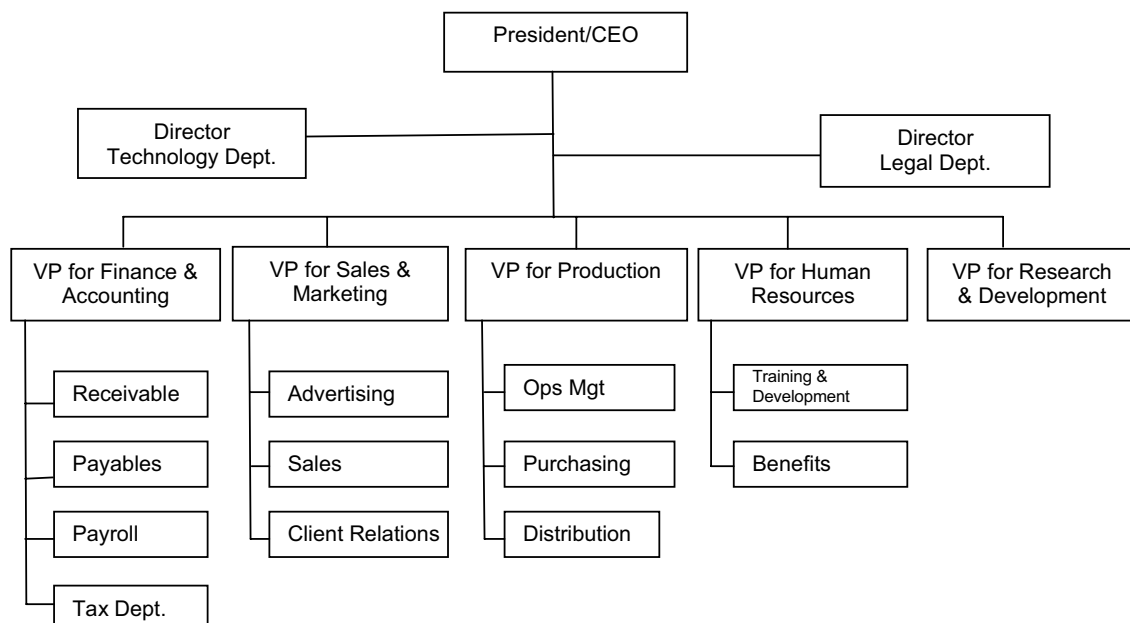 President/CEO
Director
Technology Dept.
Director
Legal Dept.
VP for Finance &
Accounting
VP for Sales &
Marketing
VP for Production
VP for Human
Resources
VP for Research
& Development
Receivable
Payables
Payroll
Tax Dept.
Advertising
Sales
Client Relations
Ops Mgt
Purchasing
Distribution
Training &
Development
Benefits